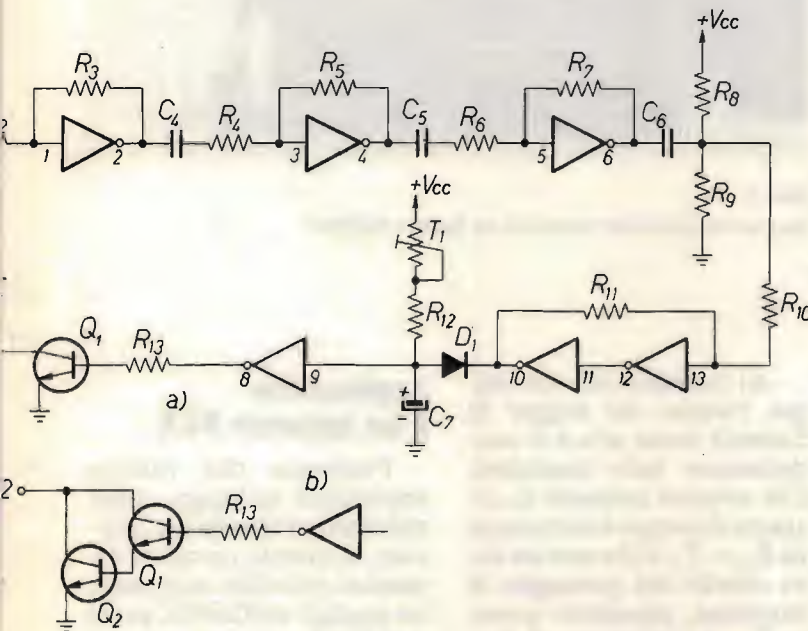 +Vcc
R3 R5 R7 R8
C4 R4 C5 R6 C6
1 2 3 4 5 6
+Vcc R9
T1
R11
R12 R10
Q1 R13 D1
8 9 10 11 12 13
a) + C7
-
2 b)
R13
Q1
Q2